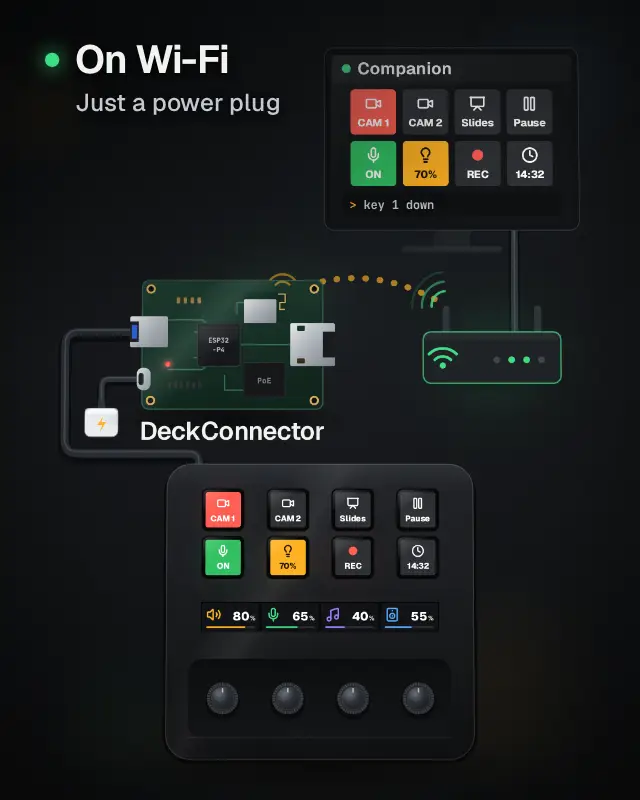 On Wi-Fi
Just a power plug
Companion
CAM 1
CAM 2
Slides
Pause
ON
70%
REC
14:32
> key 1 down
ESP32
-P4
PoE
DeckConnector
CAM 1
CAM 2
Slides
Pause
ON
70%
REC
14:32
80%
65%
40%
55%